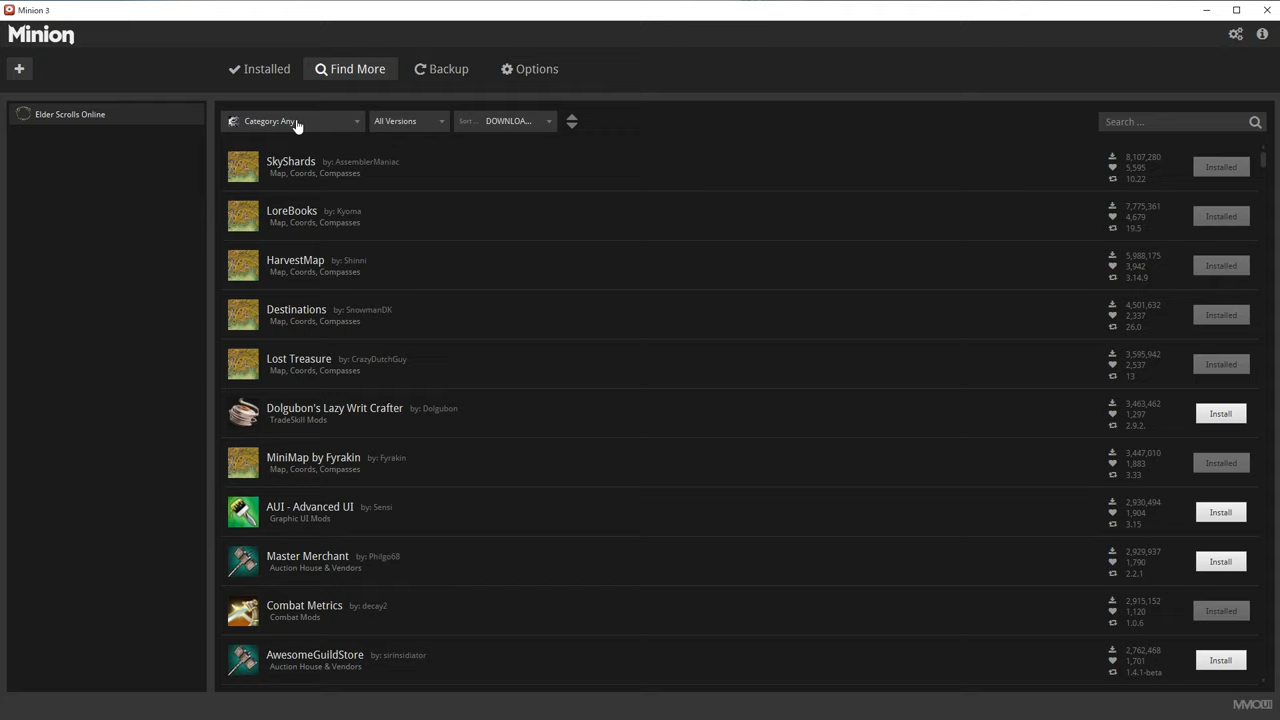 Minion 3
Minion
Installed
Find More
Backup
Options
Elder Scrolls Online
Category: Any
All Versions
Sort ... DOWNLOA...
Search ...
SkyShards by: AssemblerManiac
Map, Coords, Compasses
8,107,280
5,595
10.22
Installed
LoreBooks by: Kyoma
Map, Coords, Compasses
7,775,361
4,679
19.5
Installed
HarvestMap by: Shinni
Map, Coords, Compasses
5,988,175
3,942
3.14.9
Installed
Destinations by: SnowmanDK
Map, Coords, Compasses
4,501,632
2,337
26.0
Installed
Lost Treasure by: CrazyDutchGuy
Map, Coords, Compasses
3,595,942
2,537
13
Installed
Dolgubon's Lazy Writ Crafter by: Dolgubon
TradeSkill Mods
3,463,462
1,297
2.9.2.
Install
MiniMap by Fyrakin by: Fyrakin
Map, Coords, Compasses
3,447,010
1,883
3.33
Installed
AUI - Advanced UI by: Sensi
Graphic UI Mods
2,930,494
1,904
3.15
Install
Master Merchant by: Philgo68
Auction House & Vendors
2,929,937
1,790
2.2.1
Install
Combat Metrics by: decay2
Combat Mods
2,915,152
1,120
1.0.6
Installed
AwesomeGuildStore by: sirinsidiator
Auction House & Vendors
2,762,468
1,701
1.4.1-beta
Install
MMOUI